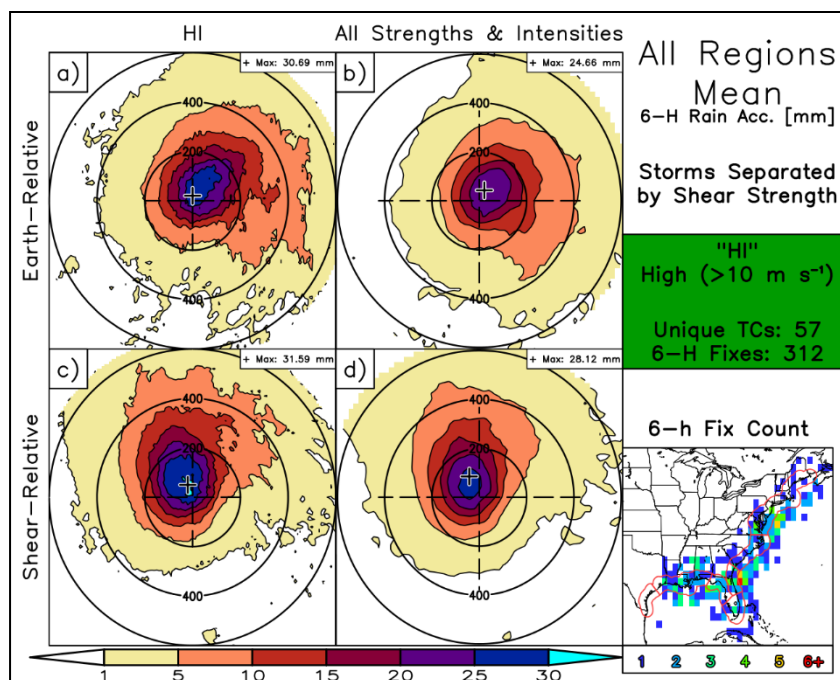 HI
All Strengths & Intensities
Earth-Relative
Shear-Relative
a)
+ Max: 30.69 mm
400
200
400
b)
+ Max: 24.66 mm
400
200
400
c)
+ Max: 31.59 mm
400
200
400
d)
+ Max: 28.12 mm
400
200
400
1 5 10 15 20 25 30
All Regions
Mean
6-H Rain Acc. [mm]
Storms Separated
by Shear Strength
"HI"
High (>10 m s⁻¹)
Unique TCs: 57
6-H Fixes: 312
6-h Fix Count
1 2 3 4 5 6+